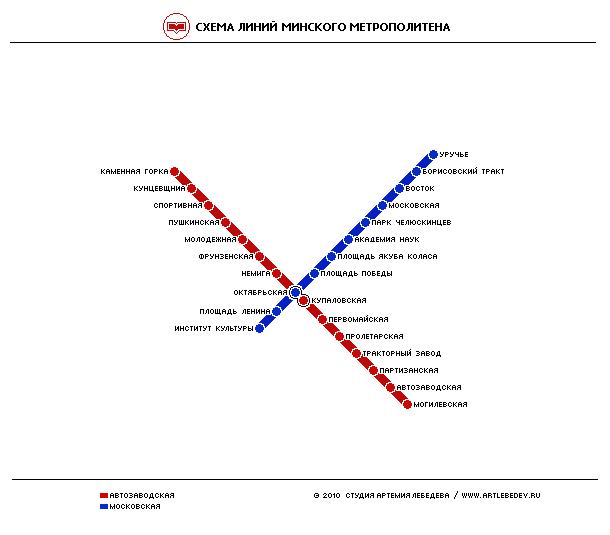 СХЕМА ЛИНИЙ МИНСКОГО МЕТРОПОЛИТЕНА
УРУЧЬЕ
КАМЕННАЯ ГОРКА
БОРИСОВСКИЙ ТРАКТ
КУНЦЕВЩНИА
ВОСТОК
СПОРТИВНАЯ
МОСКОВСКАЯ
ПУШКИНСКАЯ
ПАРК ЧЕЛЮСКИНЦЕВ
МОЛОДЕЖНАЯ
АКАДЕМИЯ НАУК
ФРУНЗЕНСКАЯ
ПЛОЩАДЬ ЯКУБА КОЛАСА
НЕМИГА
ПЛОЩАДЬ ПОБЕДЫ
ОКТЯБРЬСКАЯ
КУПАЛОВСКАЯ
ПЛОЩАДЬ ЛЕНИНА
ПЕРВОМАЙСКАЯ
ИНСТИТУТ КУЛЬТУРЫ
ПРОЛЕТАРСКАЯ
ТРАКТОРНЫЙ ЗАВОД
ПАРТИЗАНСКАЯ
АВТОЗАВОДСКАЯ
МОГИЛЕВСКАЯ
АВТОЗАВОДСКАЯ
МОСКОВСКАЯ
© 2010 СТУДИЯ АРТЕМИЯ ЛЕБЕДЕВА / WWW.ARTLEBEDEV.RU